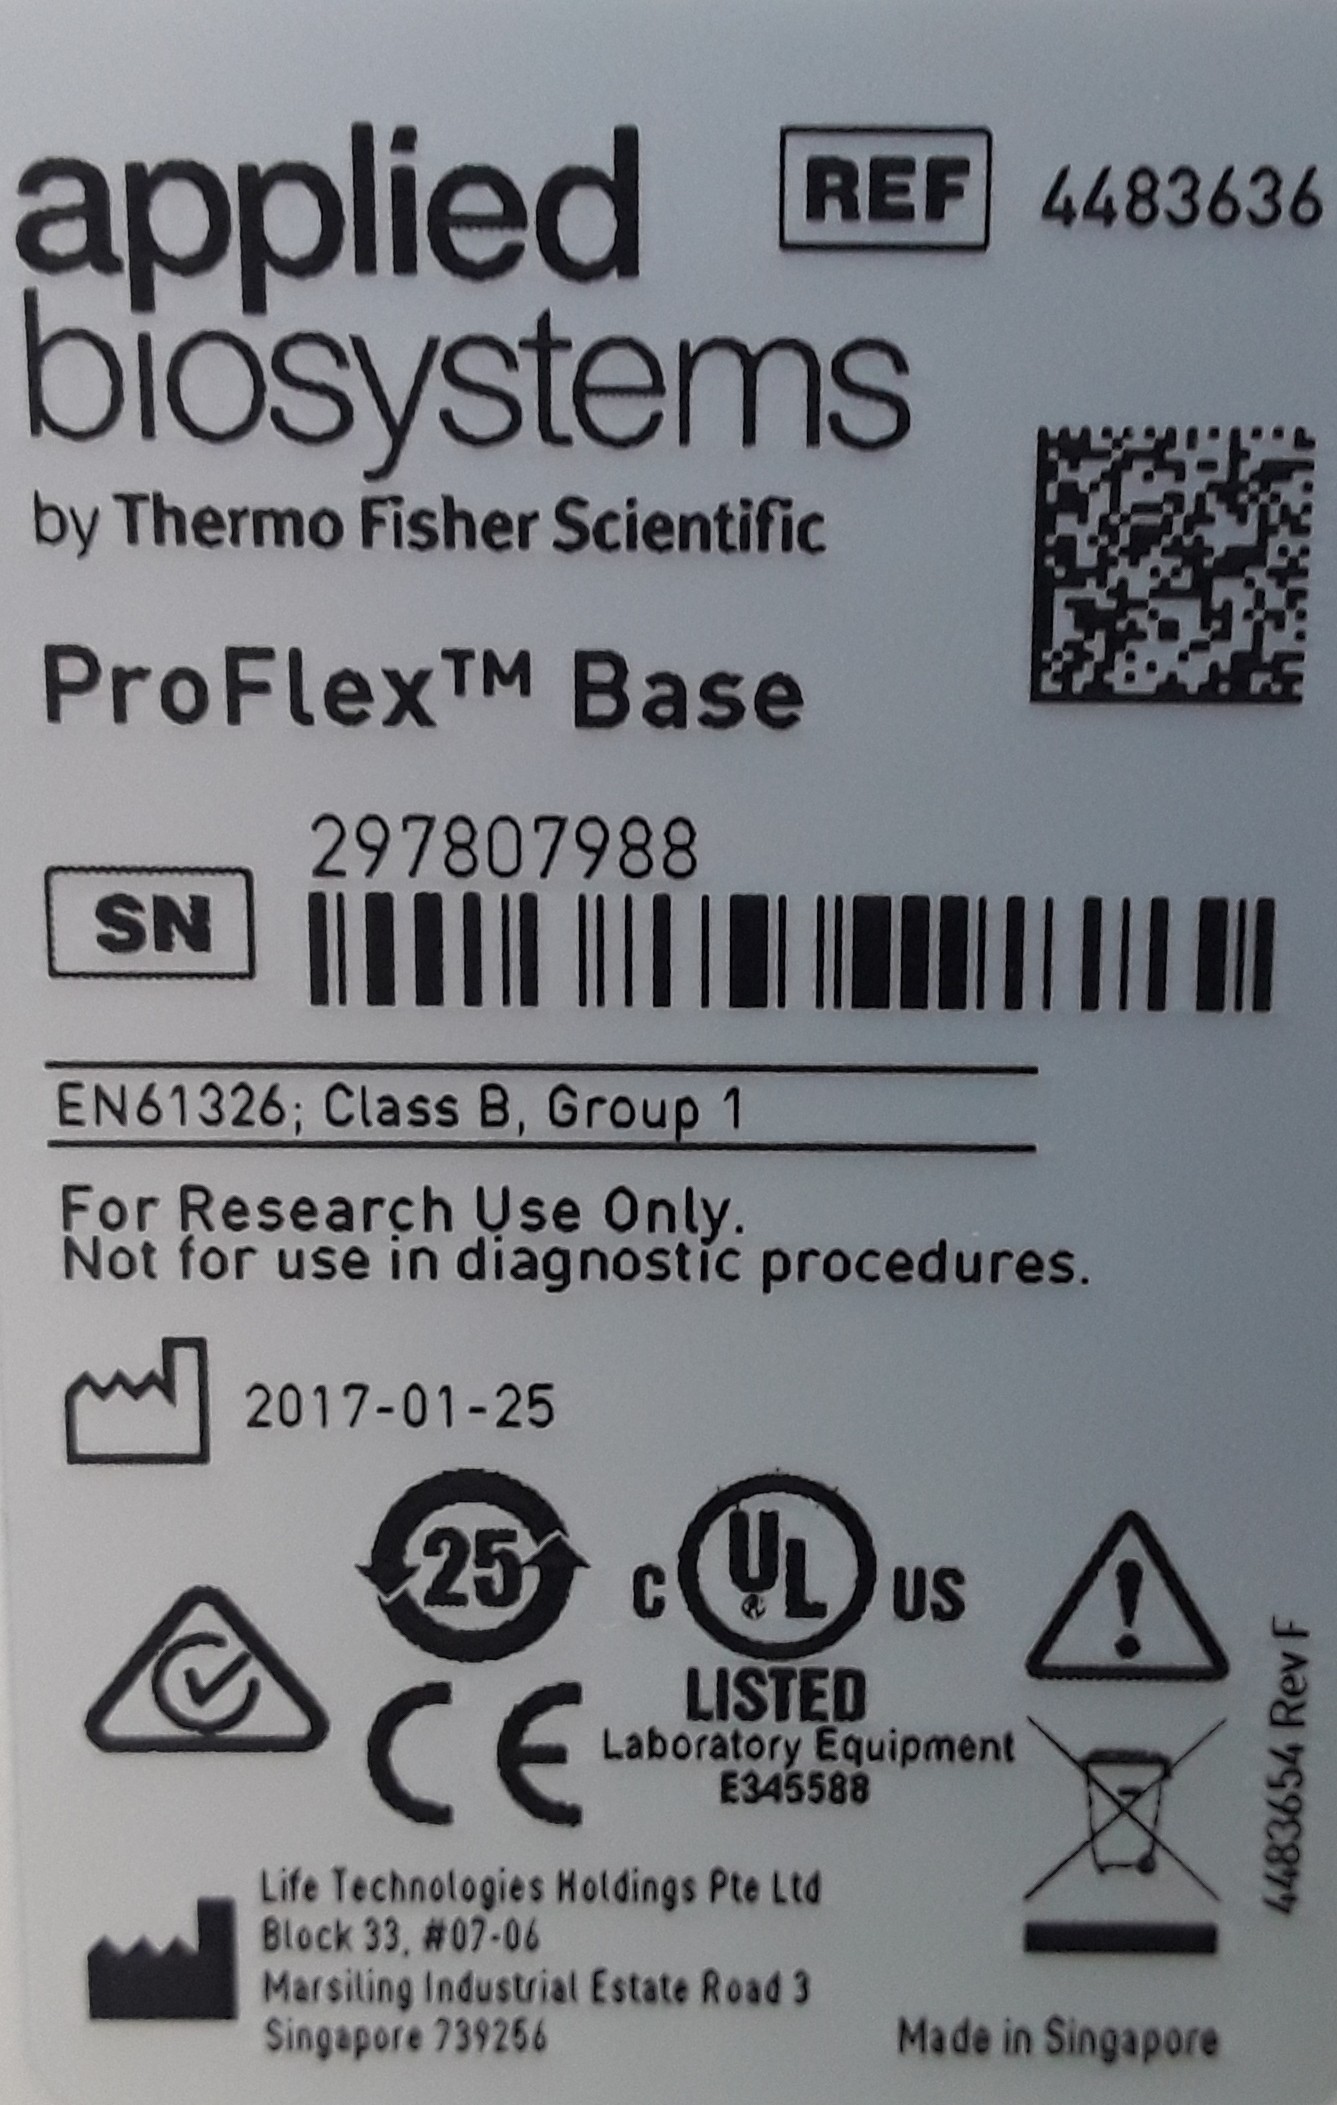 applied
biosystems
by Thermo Fisher Scientific
REF 4483636
ProFlex™ Base
297807988
SN
EN61326; Class B, Group 1
For Research Use Only.
Not for use in diagnostic procedures.
2017-01-25
25
C UL US
LISTED
Laboratory Equipment
E345588
CE
4483654 Rev F
Life Technologies Holdings Pte Ltd
Block 33, #07-06
Marsiling Industrial Estate Road 3
Singapore 739256
Made in Singapore